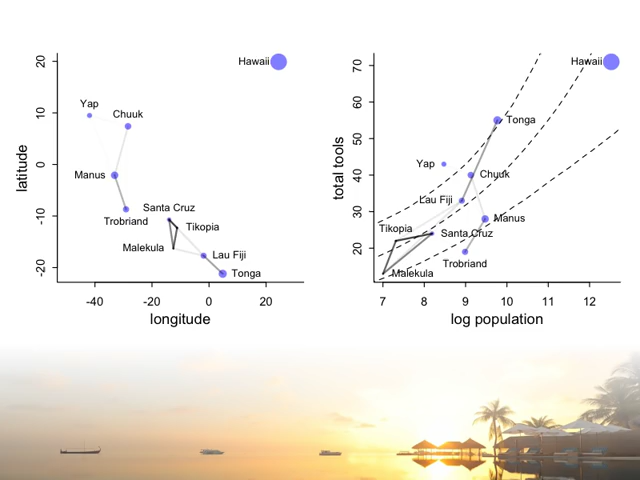 20
10
0
-10
-20
latitude
-40
-20
0
20
longitude
Hawaii
Yap
Chuuk
Manus
Trobriand
Santa Cruz
Tikopia
Malekula
Lau Fiji
Tonga
70
60
50
40
30
20
total tools
7
8
9
10
11
12
log population
Hawaii
Tonga
Yap
Chuuk
Lau Fiji
Manus
Tikopia
Santa Cruz
Trobriand
Malekula